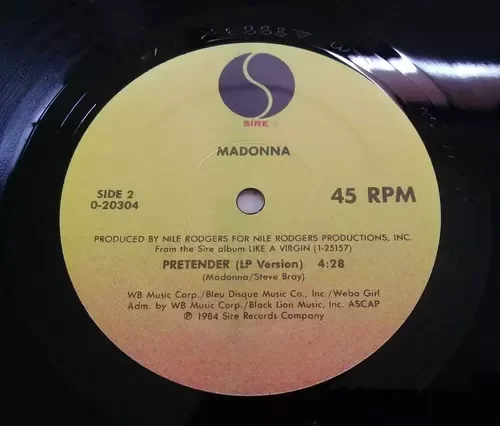 SIRE
MADONNA
SIDE 2
45 RPM
0-20304
PRODUCED BY NILE RODGERS FOR NILE RODGERS PRODUCTIONS, INC.
From the Sire album LIKE A VIRGIN (1-25157)
PRETENDER (LP Version) 4:28
(Madonna/Steve Bray)
WB Music Corp./Bleu Disque Music Co., Inc./Webo Girl
Adm. by WB Music Corp./Black Lion Music, Inc. ASCAP
℗ 1984 Sire Records Company